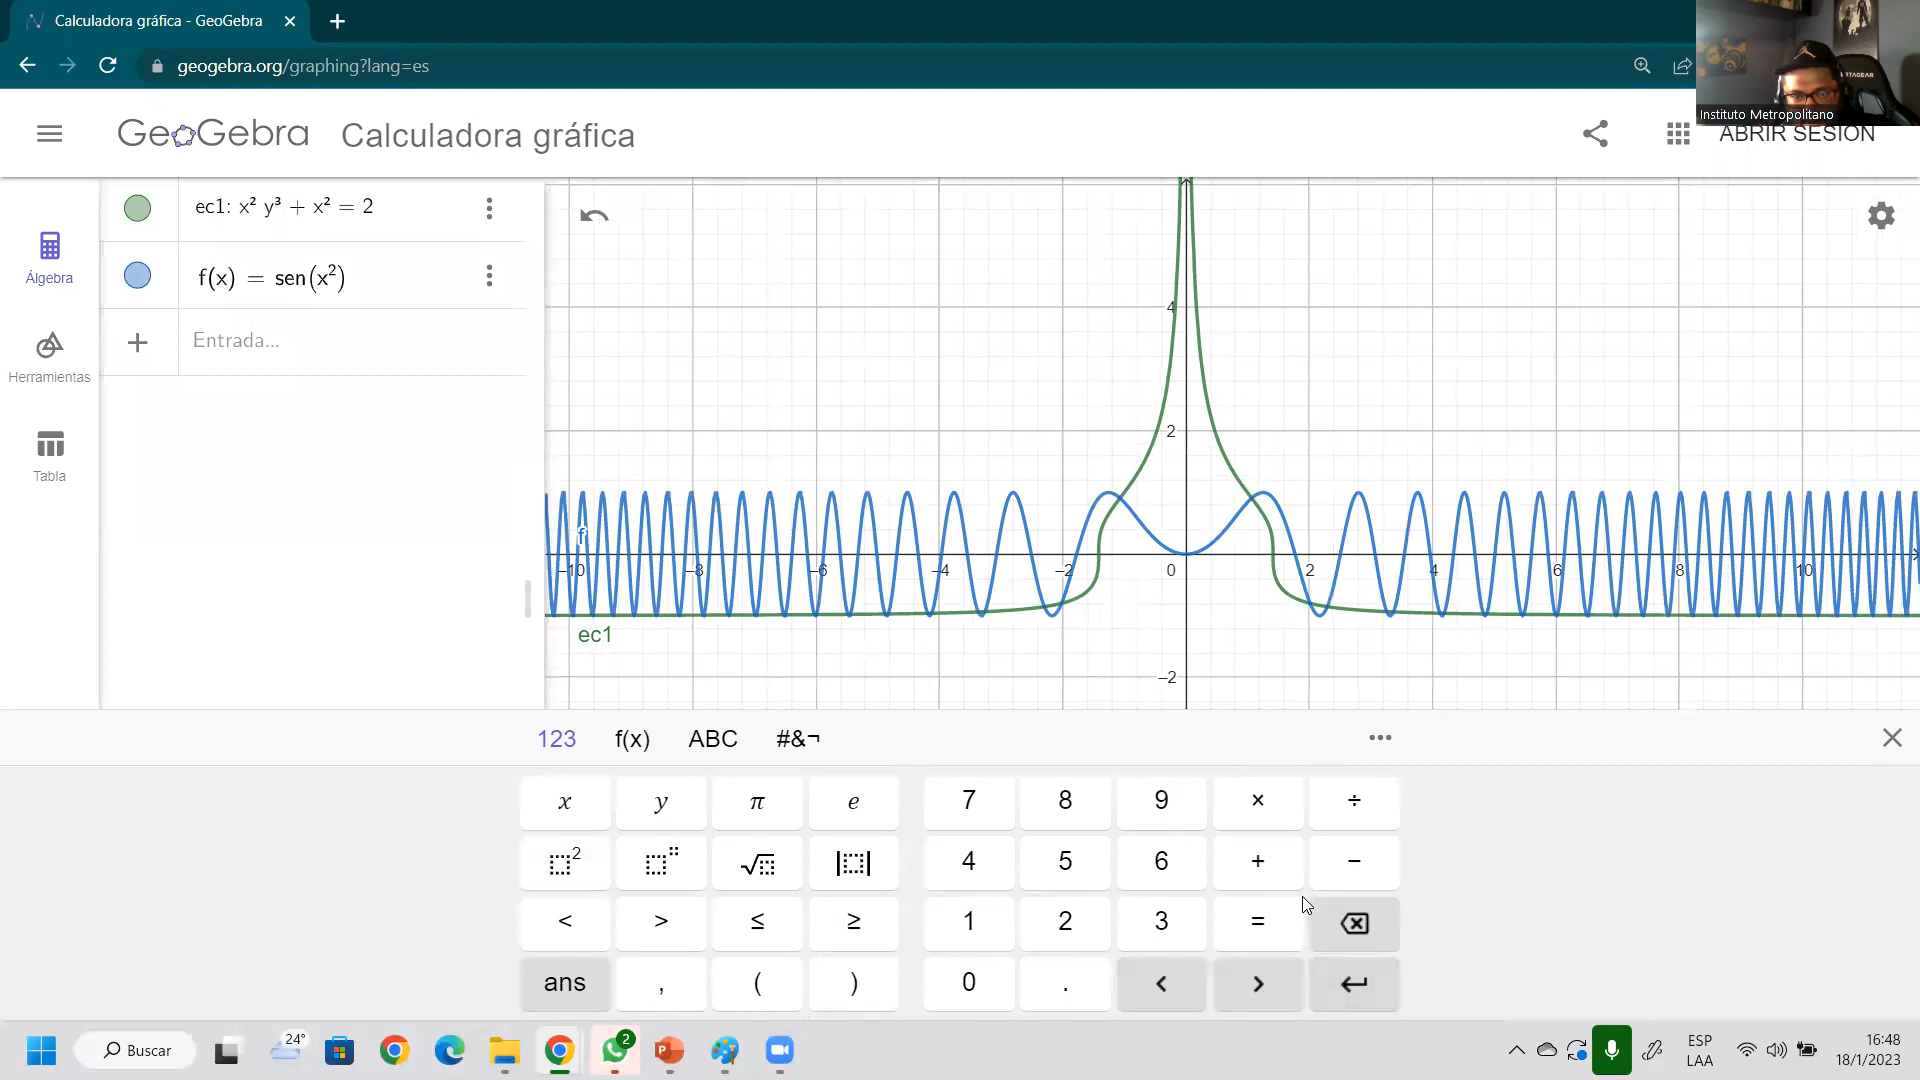 Calculadora gráfica - GeoGebra
geogebra.org/graphing?lang=es
RTAGEAR
Instituto Metropolitano
GeoGebra Calculadora gráfica
ABRIR SESIÓN
Álgebra
Herramientas
Tabla
ec1: x² y³ + x² = 2
f(x) = sen(x²)
Entrada...
4
2
–10 –8 –6 –4 –2 0 2 4 6 8 10
–2
f
ec1
123 f(x) ABC #&¬
x y π e 7 8 9 × ÷
2 √ 4 5 6 + −
< > ≤ ≥ 1 2 3 =
ans , ( ) 0 . < >
Buscar
24°
2
ESP
LAA
16:48
18/1/2023